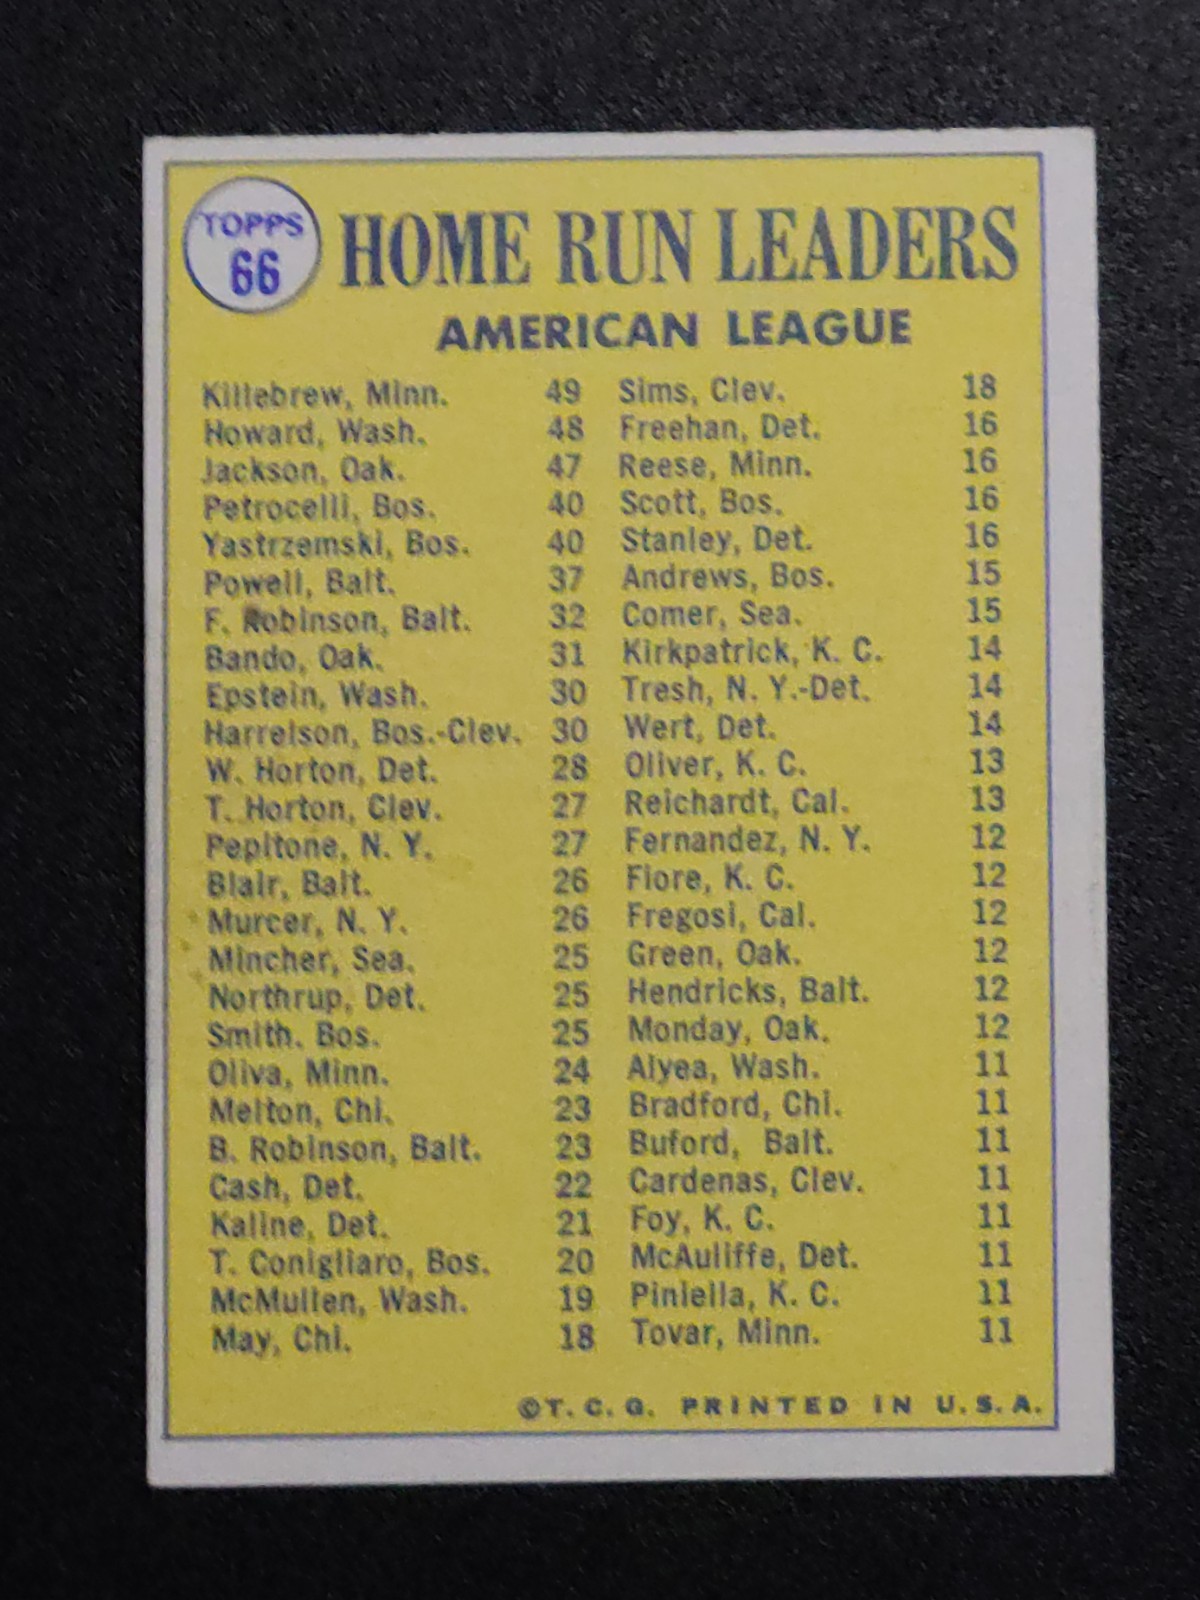 TOPPS
66
HOME RUN LEADERS
AMERICAN LEAGUE
Killebrew, Minn. 49
Howard, Wash. 48
Jackson, Oak. 47
Petrocelli, Bos. 40
Yastrzemski, Bos. 40
Powell, Balt. 37
F. Robinson, Balt. 32
Bando, Oak. 31
Epstein, Wash. 30
Harrelson, Bos.-Clev. 30
W. Horton, Det. 28
T. Horton, Clev. 27
Pepitone, N. Y. 27
Blair, Balt. 26
Murcer, N. Y. 26
Mincher, Sea. 25
Northrup, Det. 25
Smith. Bos. 25
Oliva, Minn. 24
Melton, Chi. 23
B. Robinson, Balt. 23
Cash, Det. 22
Kaline, Det. 21
T. Conigliaro, Bos. 20
McMullen, Wash. 19
May, Chi. 18
Sims, Clev. 18
Freehan, Det. 16
Reese, Minn. 16
Scott, Bos. 16
Stanley, Det. 16
Andrews, Bos. 15
Comer, Sea. 15
Kirkpatrick, K. C. 14
Tresh, N. Y.-Det. 14
Wert, Det. 14
Oliver, K. C. 13
Reichardt, Cal. 13
Fernandez, N. Y. 12
Fiore, K. C. 12
Fregosi, Cal. 12
Green, Oak. 12
Hendricks, Balt. 12
Monday, Oak. 12
Alyea, Wash. 11
Bradford, Chi. 11
Buford, Balt. 11
Cardenas, Clev. 11
Foy, K. C. 11
McAuliffe, Det. 11
Piniella, K. C. 11
Tovar, Minn. 11
©T. C. G. PRINTED IN U. S. A.